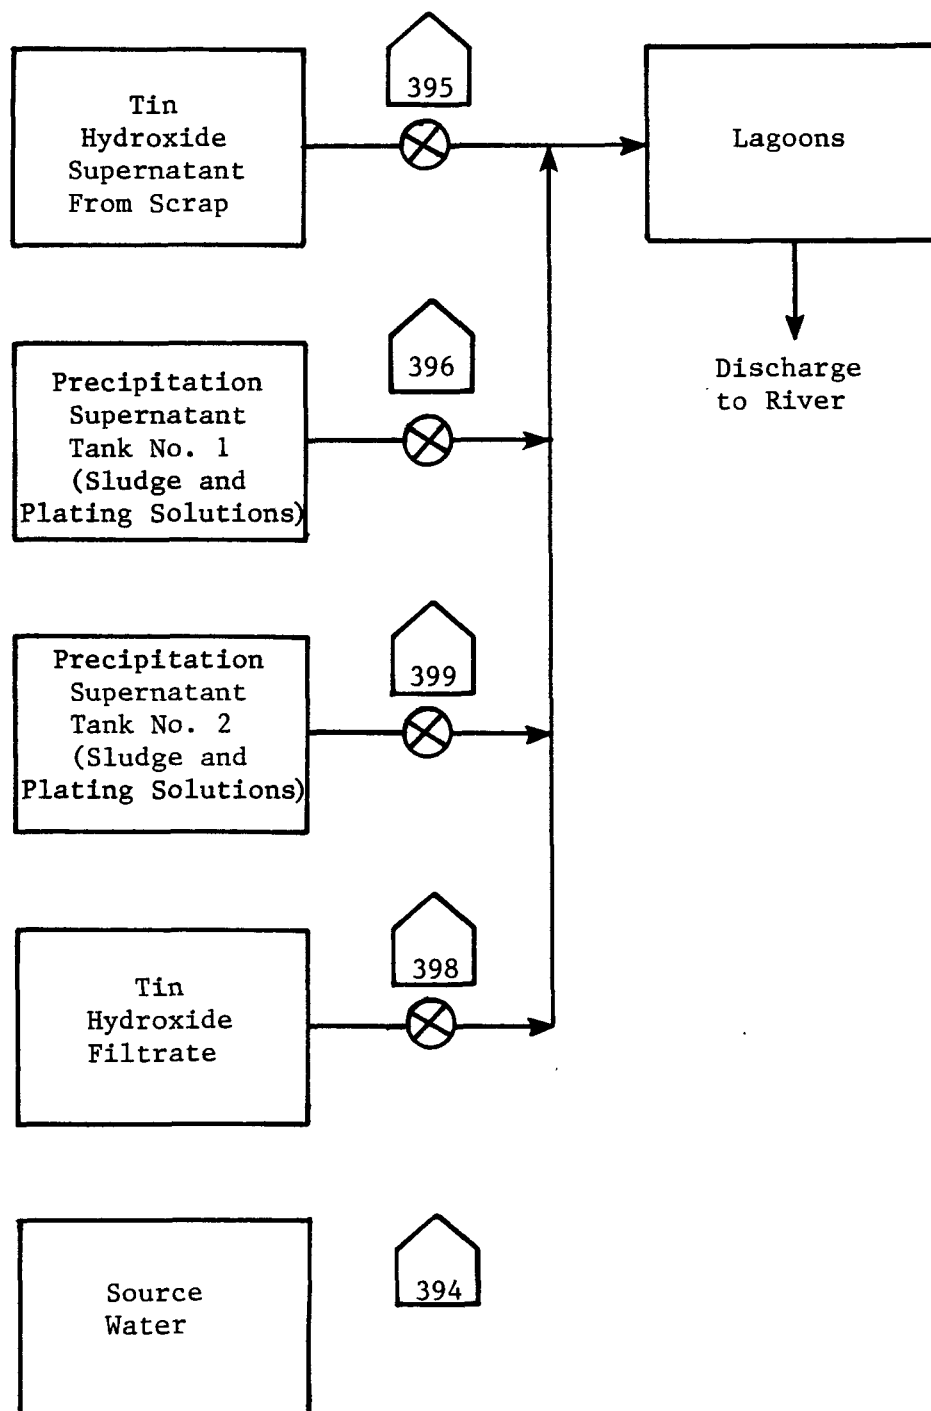 395
Tin
Hydroxide
Supernatant
From Scrap
Lagoons
396
Precipitation
Supernatant
Tank No. 1
(Sludge and
Plating Solutions)
Discharge
to River
399
Precipitation
Supernatant
Tank No. 2
(Sludge and
Plating Solutions)
398
Tin
Hydroxide
Filtrate
394
Source
Water